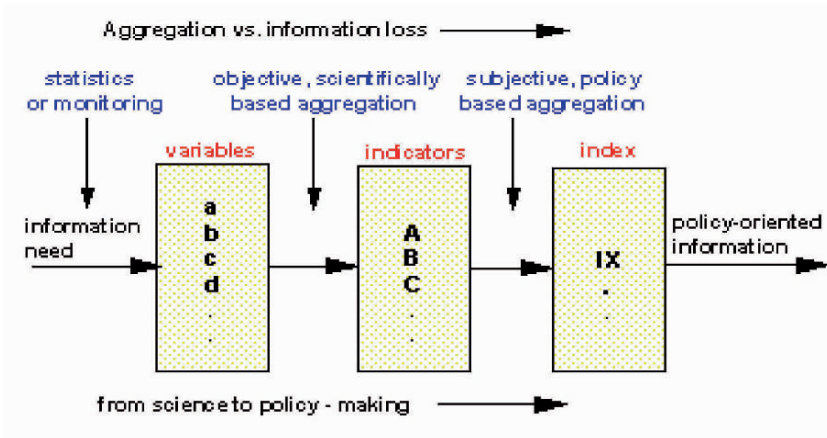 Aggregation vs. information loss
statistics
or monitoring
objective, scientifically
based aggregation
subjective, policy
based aggregation
variables
indicators
index
information
need
a
b
c
d
.
.
A
B
C
.
.
IX
.
.
policy-oriented
information
from science to policy - making